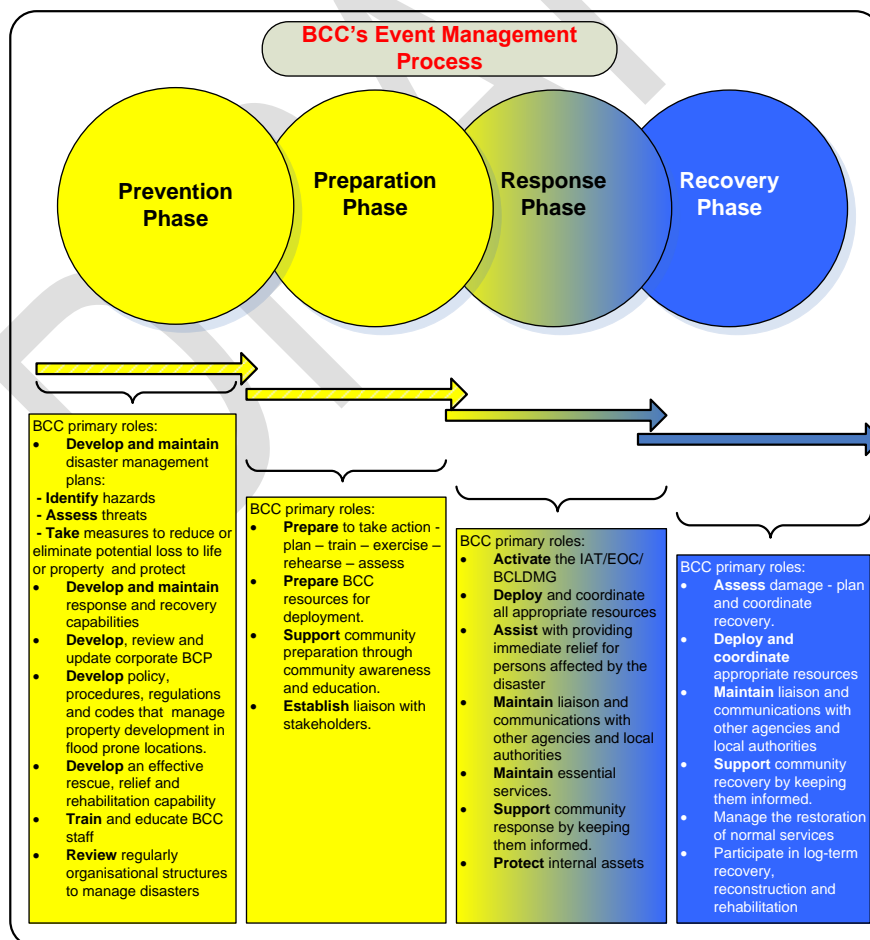 BCC's Event Management
Process
Prevention
Phase
Preparation
Phase
Response
Phase
Recovery
Phase
BCC primary roles:
• Develop and maintain
disaster management
plans:
- Identify hazards
- Assess threats
- Take measures to reduce or
eliminate potential loss to life
or property and protect
• Develop and maintain
response and recovery
capabilities
• Develop, review and
update corporate BCP
• Develop policy,
procedures, regulations
and codes that manage
property development in
flood prone locations.
• Develop an effective
rescue, relief and
rehabilitation capability
• Train and educate BCC
staff
• Review regularly
organisational structures
to manage disasters
BCC primary roles:
• Prepare to take action -
plan – train – exercise –
rehearse – assess
• Prepare BCC
resources for
deployment.
• Support community
preparation through
community awareness
and education.
• Establish liaison with
stakeholders.
BCC primary roles:
• Activate the IAT/EOC/
BCLDMG
• Deploy and coordinate
all appropriate resources
• Assist with providing
immediate relief for
persons affected by the
disaster
• Maintain liaison and
communications with
other agencies and local
authorities
• Maintain essential
services.
• Support community
response by keeping
them informed.
• Protect internal assets
BCC primary roles:
• Assess damage - plan
and coordinate
recovery.
• Deploy and
coordinate
appropriate resources
• Maintain liaison and
communications with
other agencies and
local authorities.
• Support community
recovery by keeping
them informed.
• Manage the restoration
of normal services
• Participate in log-term
recovery,
reconstruction and
rehabilitation